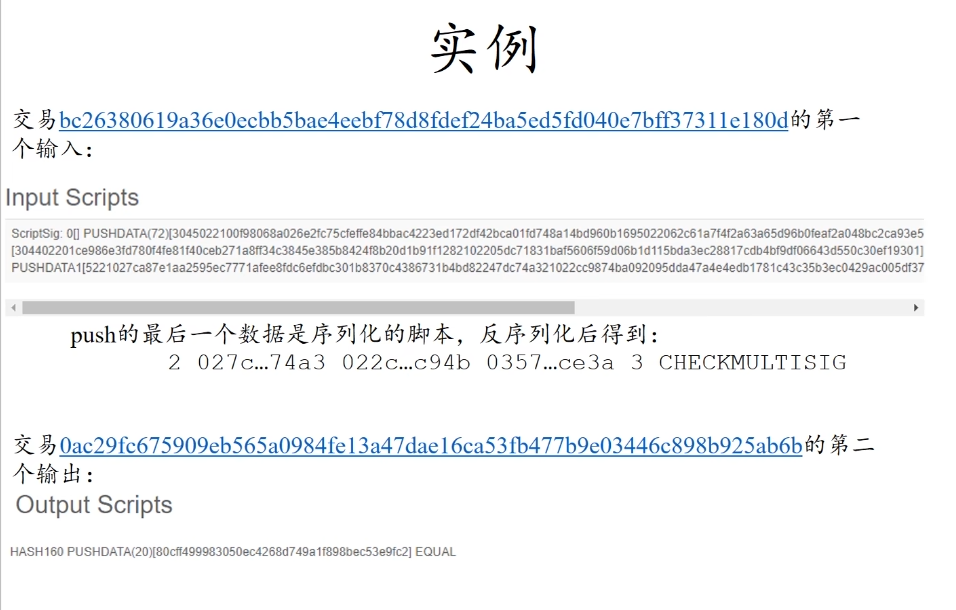 实例
交易bc26380619a36e0ecbb5bae4eebf78d8fdef24ba5ed5fd040e7bff37311e180d的第一
个输入：
Input Scripts
ScriptSig: 0[] PUSHDATA(72)[3045022100f98068a026e2fc75cfeffe84bbac4223ed172df42bca01fd748a14bd960b1695022062c61a7f4f2a63a65d96b0feaf2a048bc2ca93e5
[304402201ce986e3fd780f4fe81f40ceb271a8ff34c3845e385b8424f8b20d1b91f1282102205dc71831baf5606f59d06b1d115bda3ec28817cdb4bf9df06643d550c30ef19301]
PUSHDATA1[5221027ca87e1aa2595ec7771afee8fdc6efdbc301b8370c4386731b4bd82247dc74a321022cc9874ba092095dda47a4e4edb1781c43c35b3ec0429ac005df37
push的最后一个数据是序列化的脚本，反序列化后得到：
2 027c…74a3 022c…c94b 0357…ce3a 3 CHECKMULTISIG
交易0ac29fc675909eb565a0984fe13a47dae16ca53fb477b9e03446c898b925ab6b的第二
个输出：
Output Scripts
HASH160 PUSHDATA(20)[80cff499983050ec4268d749a1f898bec53e9fc2] EQUAL